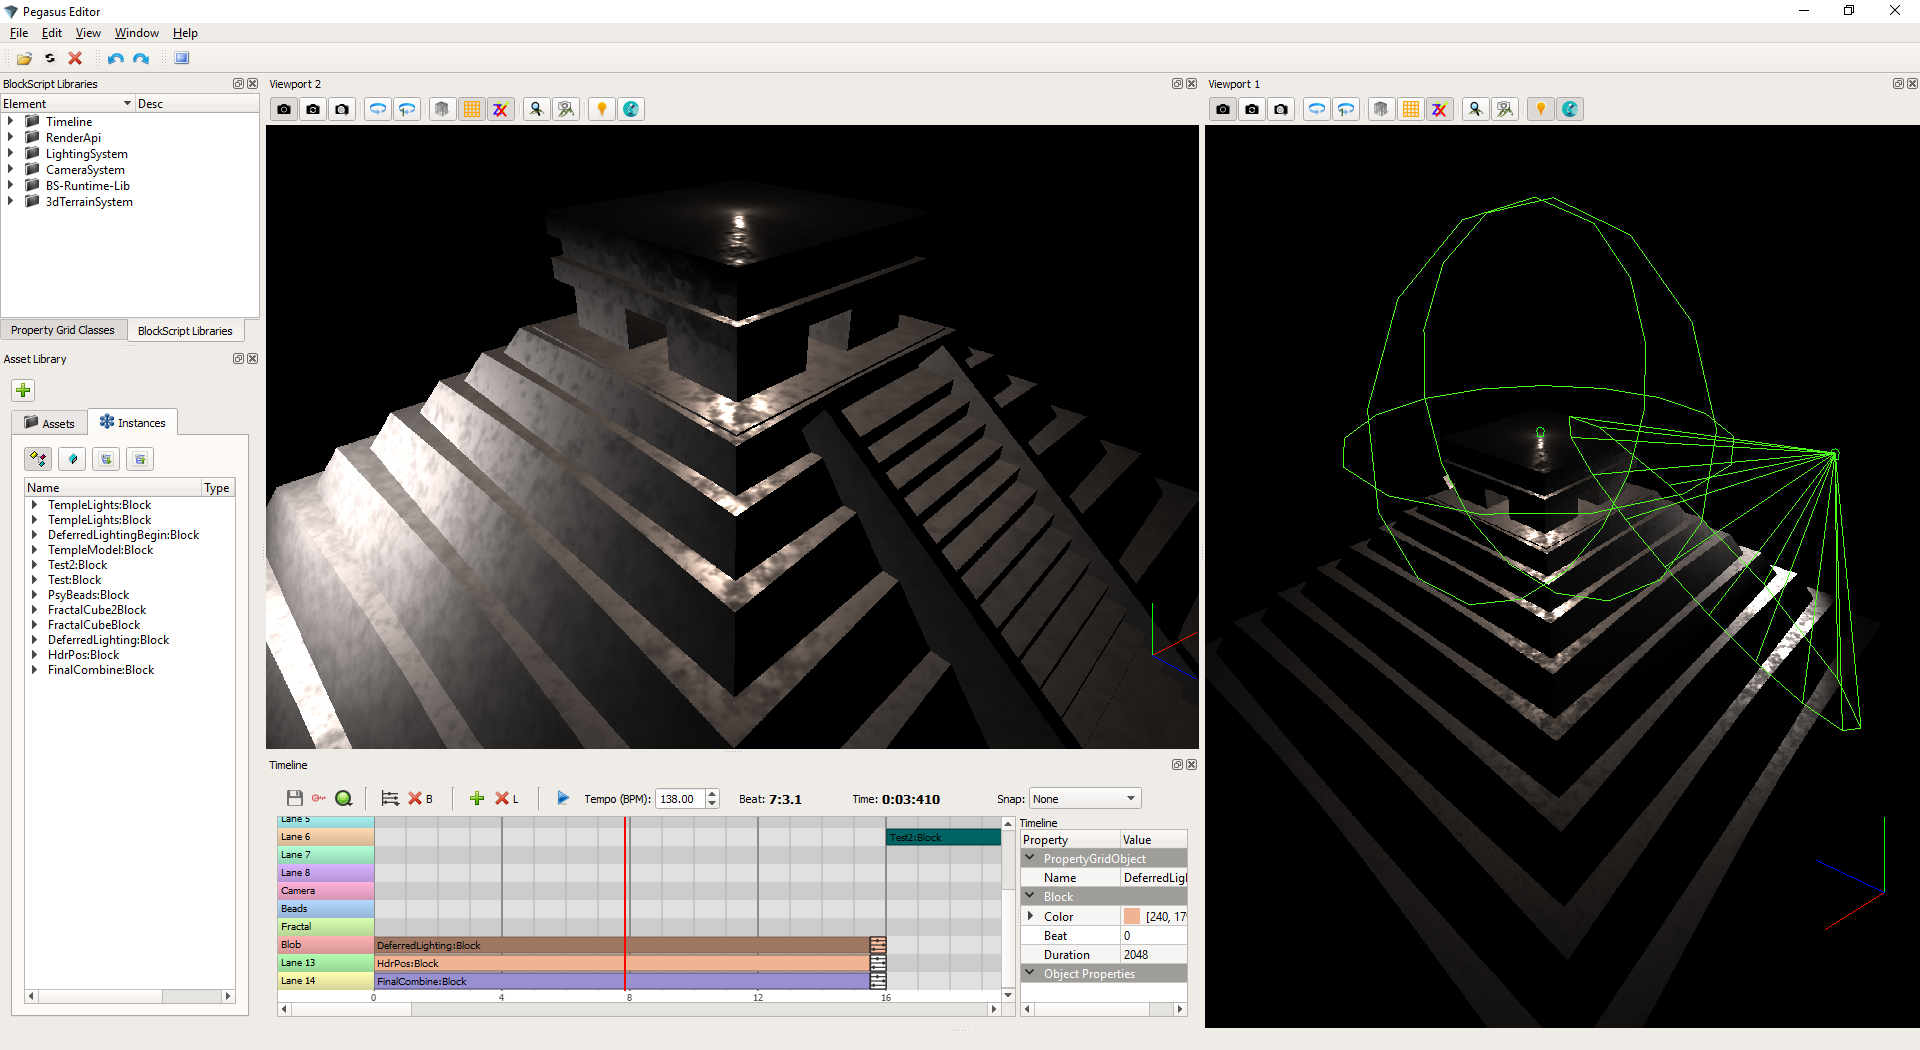 Pegasus Editor
File Edit View Window Help
BlockScript Libraries
Element Desc
Timeline
RenderApi
LightingSystem
CameraSystem
BS-Runtime-Lib
3dTerrainSystem
Property Grid Classes BlockScript Libraries
Asset Library
Assets Instances
Name Type
TempleLights:Block
TempleLights:Block
DeferredLightingBegin:Block
TempleModel:Block
Test2:Block
Test:Block
PsyBeads:Block
FractalCube2Block
FractalCubeBlock
DeferredLighting:Block
HdrPos:Block
FinalCombine:Block
Viewport 2
Viewport 1
Timeline
B L Tempo (BPM): 138.00 Beat: 7:3.1 Time: 0:03:410 Snap: None
Lane 5
Lane 6 Test2:Block
Lane 7
Lane 8
Camera
Beads
Fractal
Blob DeferredLighting:Block
Lane 13 HdrPos:Block
Lane 14 FinalCombine:Block
0 4 8 12 16
Timeline
Property Value
PropertyGridObject
Name DeferredLigl
Block
Color [240, 17
Beat 0
Duration 2048
Object Properties